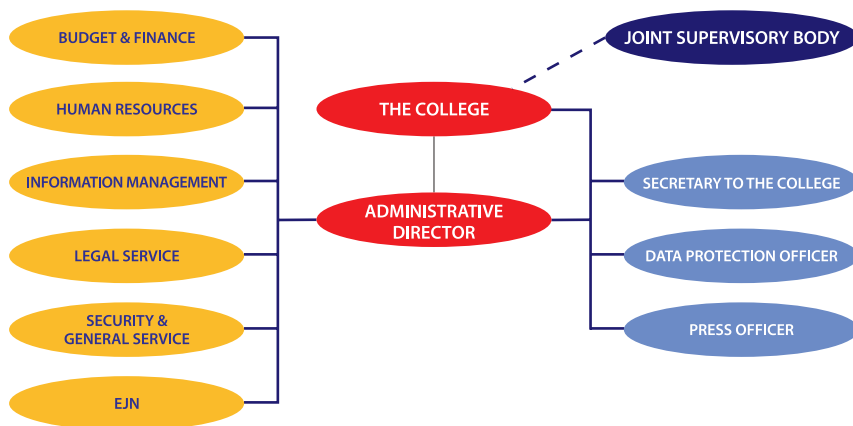 BUDGET & FINANCE
HUMAN RESOURCES
INFORMATION MANAGEMENT
LEGAL SERVICE
SECURITY &
GENERAL SERVICE
EJN
THE COLLEGE
ADMINISTRATIVE
DIRECTOR
JOINT SUPERVISORY BODY
SECRETARY TO THE COLLEGE
DATA PROTECTION OFFICER
PRESS OFFICER